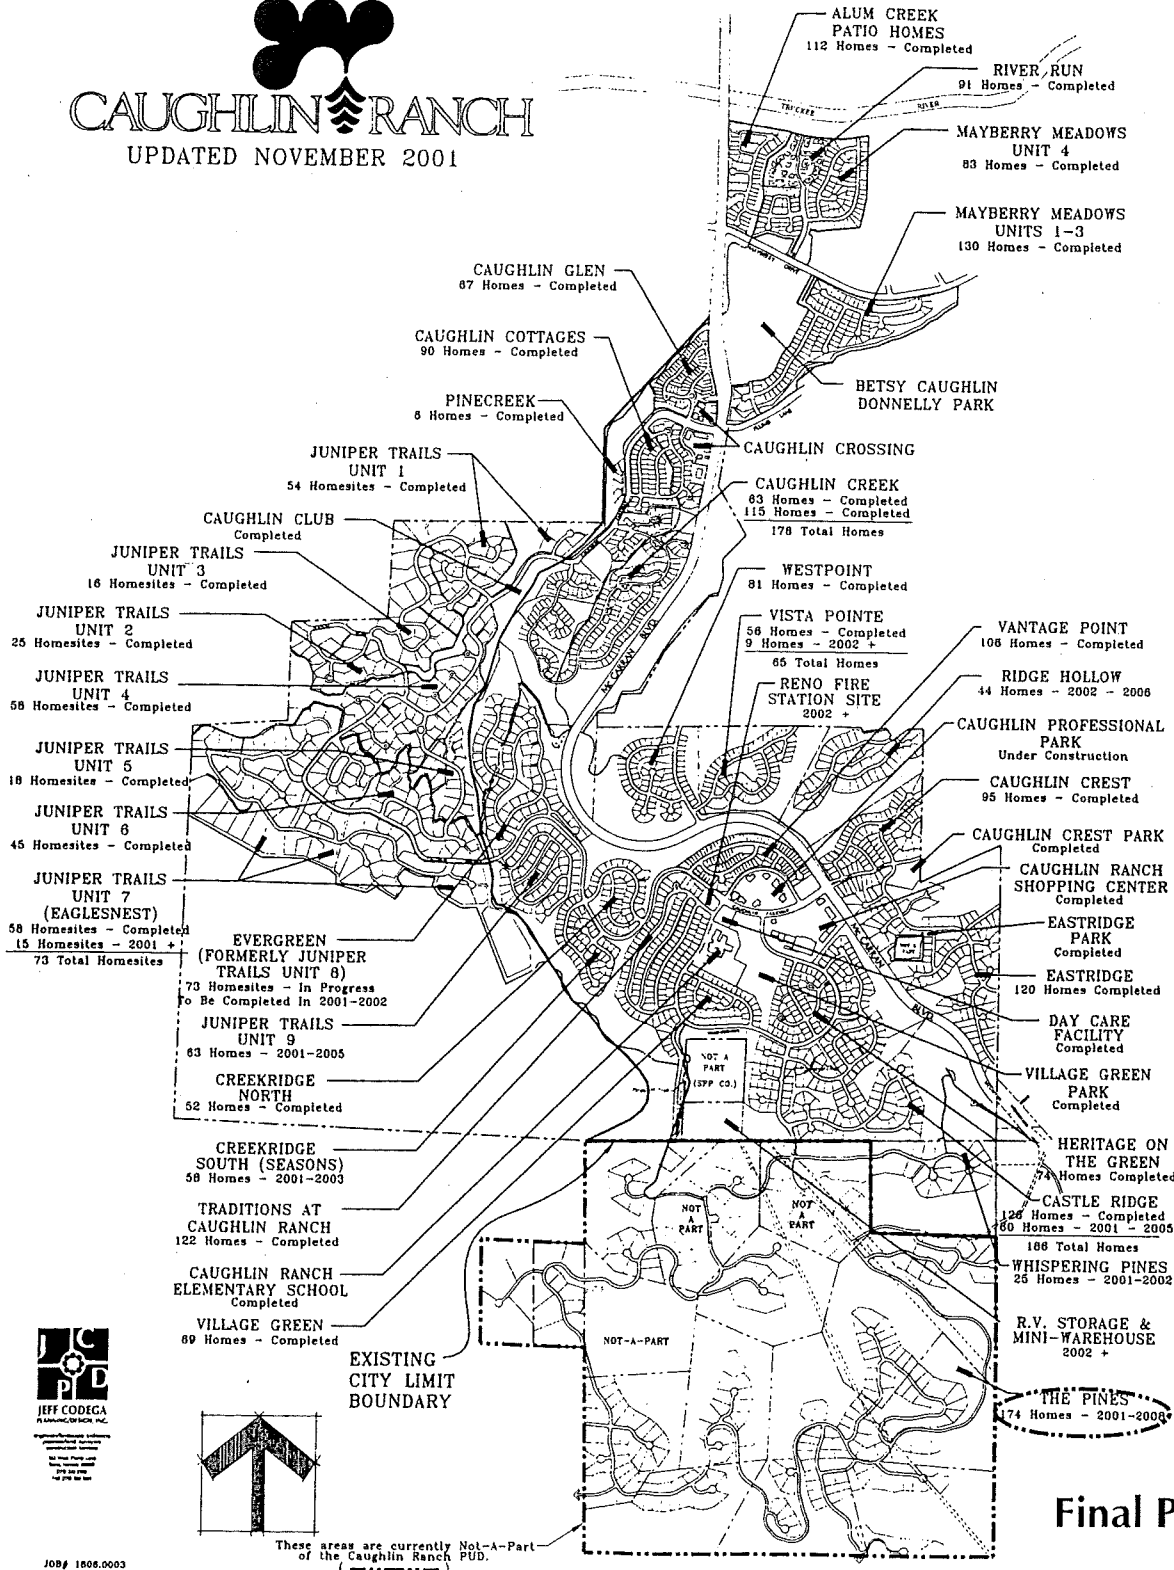 CAUGHLIN RANCH
UPDATED NOVEMBER 2001
ALUM CREEK
PATIO HOMES
112 Homes - Completed
RIVER RUN
91 Homes - Completed
TRUCKEE RIVER
MAYBERRY MEADOWS
UNIT 4
83 Homes - Completed
MAYBERRY MEADOWS
UNITS 1-3
130 Homes - Completed
CAUGHLIN GLEN
67 Homes - Completed
CAUGHLIN COTTAGES
90 Homes - Completed
BETSY CAUGHLIN
DONNELLY PARK
PINECREEK
6 Homes - Completed
CAUGHLIN CROSSING
JUNIPER TRAILS
UNIT 1
54 Homesites - Completed
CAUGHLIN CREEK
63 Homes - Completed
115 Homes - Completed
178 Total Homes
CAUGHLIN CLUB
Completed
JUNIPER TRAILS
UNIT 3
16 Homesites - Completed
WESTPOINT
81 Homes - Completed
JUNIPER TRAILS
UNIT 2
25 Homesites - Completed
VISTA POINTE
56 Homes - Completed
9 Homes - 2002 +
65 Total Homes
VANTAGE POINT
106 Homes - Completed
MC CARRAN BLVD
JUNIPER TRAILS
UNIT 4
58 Homesites - Completed
RENO FIRE
STATION SITE
2002 +
RIDGE HOLLOW
44 Homes - 2002 - 2006
CAUGHLIN PROFESSIONAL
PARK
Under Construction
JUNIPER TRAILS
UNIT 5
18 Homesites - Completed
CAUGHLIN CREST
95 Homes - Completed
JUNIPER TRAILS
UNIT 6
45 Homesites - Completed
CAUGHLIN CREST PARK
Completed
JUNIPER TRAILS
UNIT 7
(EAGLESNEST)
58 Homesites - Completed
15 Homesites - 2001 +
73 Total Homesites
CAUGHLIN RANCH
SHOPPING CENTER
Completed
EASTRIDGE
PARK
Completed
NOT A
PART
MC CARRAN
BLVD
EVERGREEN
(FORMERLY JUNIPER
TRAILS UNIT 8)
73 Homesites - In Progress
To Be Completed In 2001-2002
EASTRIDGE
120 Homes Completed
DAY CARE
FACILITY
Completed
JUNIPER TRAILS
UNIT 9
63 Homes - 2001-2005
NOT A
PART
(SPP CO.)
VILLAGE GREEN
PARK
Completed
CREEKRIDGE
NORTH
52 Homes - Completed
HERITAGE ON
THE GREEN
74 Homes Completed
CREEKRIDGE
SOUTH (SEASONS)
58 Homes - 2001-2003
CASTLE RIDGE
126 Homes - Completed
60 Homes - 2001 - 2005
186 Total Homes
TRADITIONS AT
CAUGHLIN RANCH
122 Homes - Completed
NOT
A
PART
NOT
A
PART
WHISPERING PINES
25 Homes - 2001-2002
CAUGHLIN RANCH
ELEMENTARY SCHOOL
Completed
R.V. STORAGE &
MINI-WAREHOUSE
2002 +
VILLAGE GREEN
69 Homes - Completed
NOT-A-PART
EXISTING
CITY LIMIT
BOUNDARY
THE PINES
174 Homes - 2001-2008
J C
P D
JEFF CODEGA
PLANNING/DESIGN, INC.
Final P
These areas are currently Not-A-Part
of the Caughlin Ranch PUD.
JOB# 1606.0003